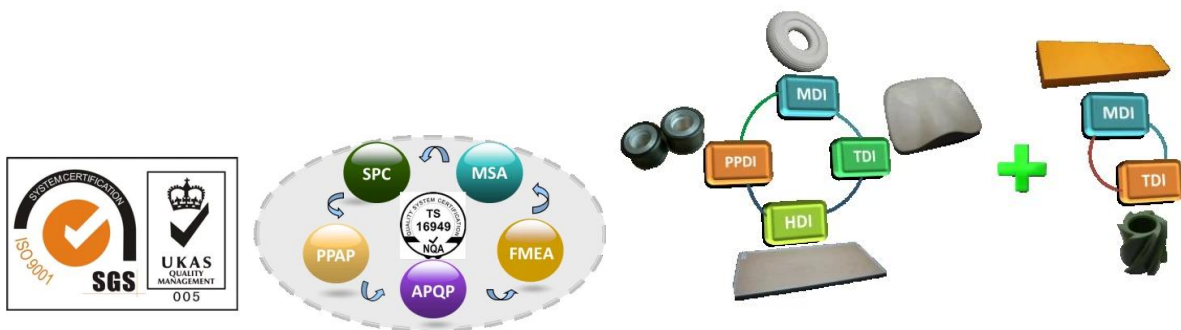 SYSTEM CERTIFICATION
ISO 9001
SGS
UKAS
QUALITY
MANAGEMENT
005
SPC
MSA
PPAP
FMEA
APQP
QUALITY SYSTEM CERTIFICATION
TS
16949
NQA
MDI
PPDI
TDI
HDI
MDI
TDI